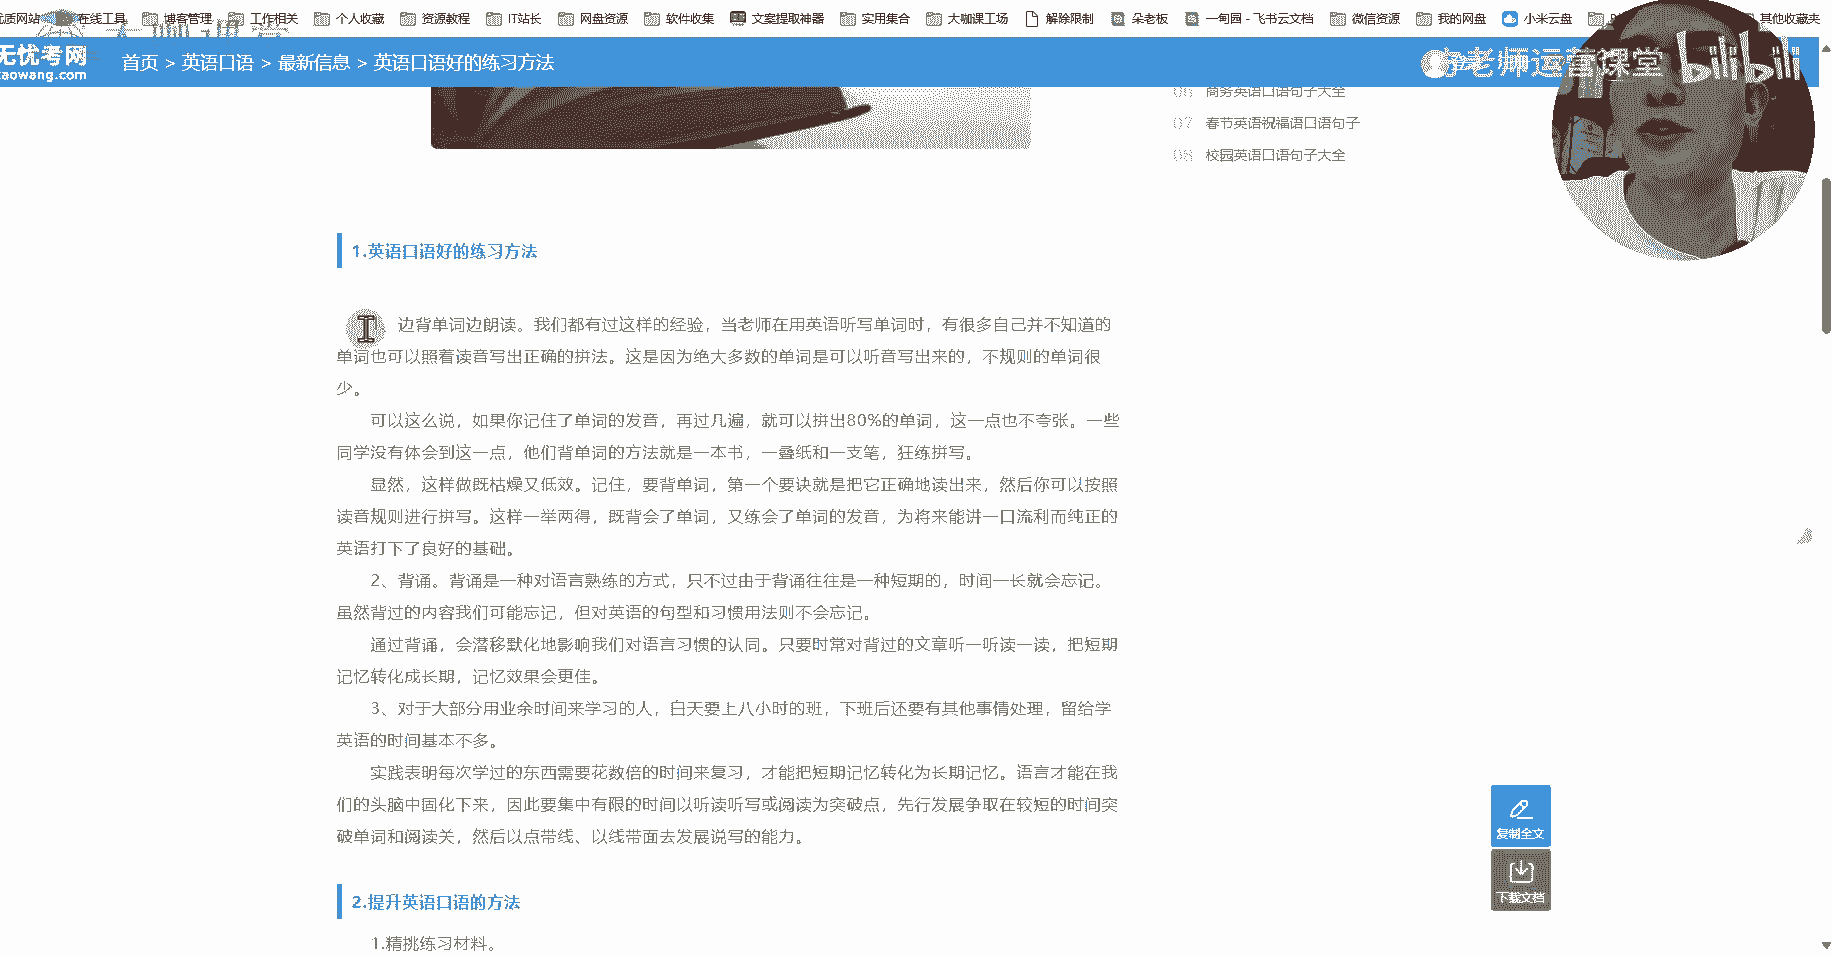 优质网站
在线工具
博客管理
工作相关
个人收藏
资源教程
IT站长
网盘资源
软件收集
文案提取神器
实用集合
大咖课工场
解除限制
朵老板
一甸园 - 飞书云文档
微信资源
我的网盘
小米云盘
其他收藏夹
无忧考网
kaowang.com
首页 > 英语口语 > 最新信息 > 英语口语好的练习方法
老师运营课堂 bilibili
06 商务英语口语句子大全
07 春节英语祝福语口语句子
08 校园英语口语句子大全
1.英语口语好的练习方法
边背单词边朗读。我们都有过这样的经验，当老师在用英语听写单词时，有很多自己并不知道的
单词也可以照着读音写出正确的拼法。这是因为绝大多数的单词是可以听音写出来的，不规则的单词很
少。
可以这么说，如果你记住了单词的发音，再过几遍，就可以拼出80%的单词，这一点也不夸张。一些
同学没有体会到这一点，他们背单词的方法就是一本书，一叠纸和一支笔，狂练拼写。
显然，这样做既枯燥又低效。记住，要背单词，第一个要诀就是把它正确地读出来，然后你可以按照
读音规则进行拼写。这样一举两得，既背会了单词，又练会了单词的发音，为将来能讲一口流利而纯正的
英语打下了良好的基础。
2、背诵。背诵是一种对语言熟练的方式，只不过由于背诵往往是一种短期的，时间一长就会忘记。
虽然背过的内容我们可能忘记，但对英语的句型和习惯用法则不会忘记。
通过背诵，会潜移默化地影响我们对语言习惯的认同。只要时常对背过的文章听一听读一读，把短期
记忆转化成长期，记忆效果会更佳。
3、对于大部分用业余时间来学习的人，白天要上八小时的班，下班后还要有其他事情处理，留给学
英语的时间基本不多。
实践表明每次学过的东西需要花数倍的时间来复习，才能把短期记忆转化为长期记忆。语言才能在我
们的头脑中固化下来，因此要集中有限的时间以听读听写或阅读为突破点，先行发展争取在较短的时间突
破单词和阅读关，然后以点带线、以线带面去发展说写的能力。
复制全文
下载文档
2.提升英语口语的方法
1.精挑练习材料。